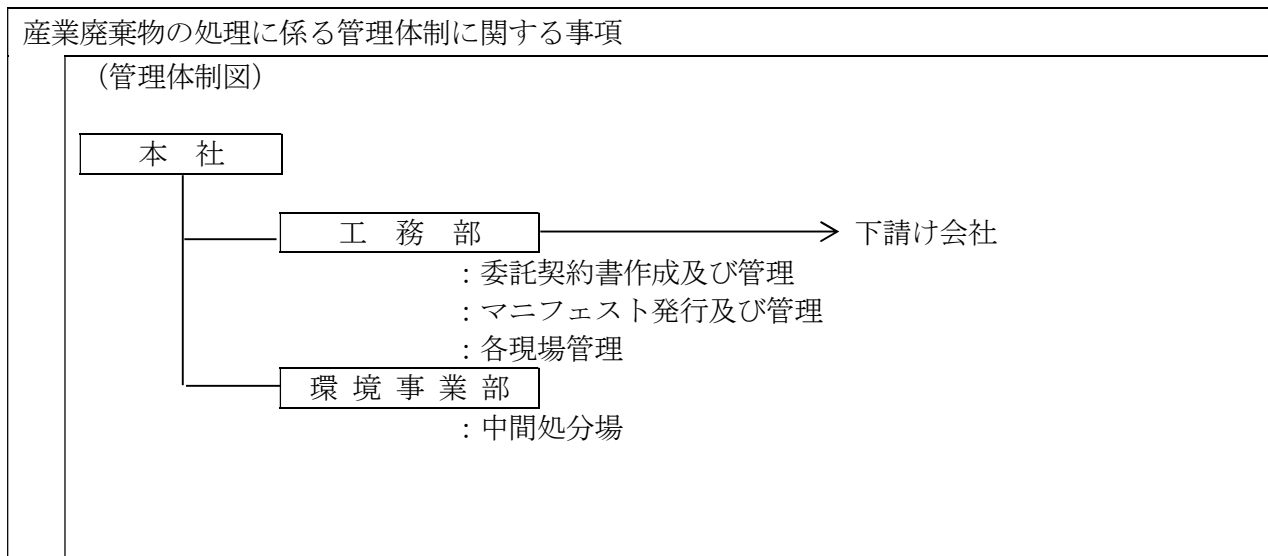 産業廃棄物の処理に係る管理体制に関する事項
（管理体制図）
本　社
工　務　部　下請け会社
：委託契約書作成及び管理
：マニフェスト発行及び管理
：各現場管理
環 境 事 業 部
：中間処分場